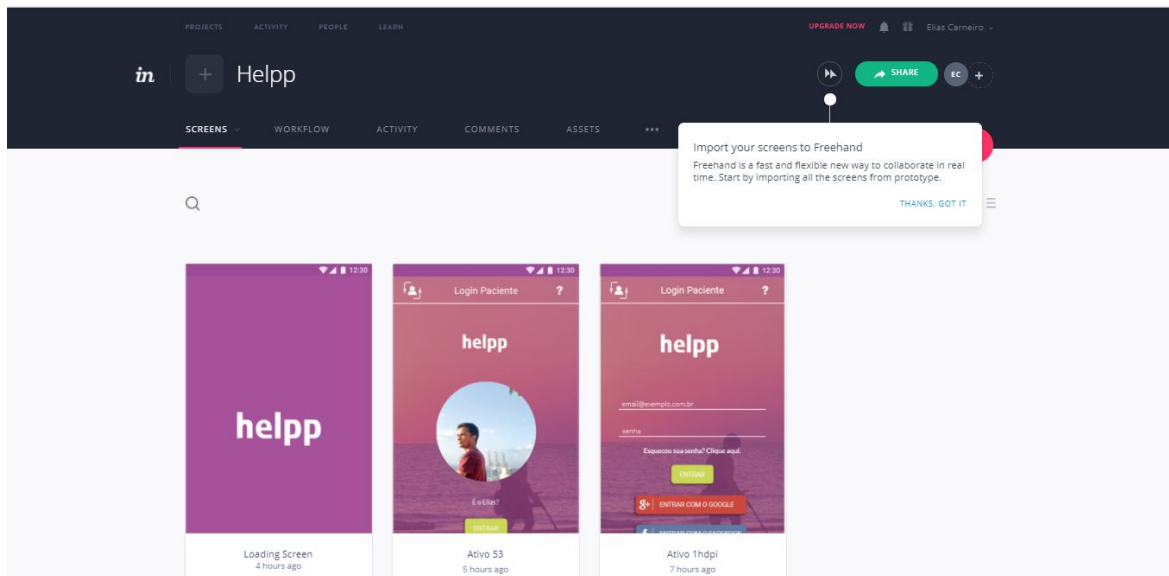 PROJECTS ACTIVITY PEOPLE LEARN UPGRADE NOW Elias Carneiro
in Helpp SHARE EC +
SCREENS WORKFLOW ACTIVITY COMMENTS ASSETS •••
Import your screens to Freehand
Freehand is a fast and flexible new way to collaborate in real
time. Start by importing all the screens from prototype.
THANKS, GOT IT
12:30
helpp
Loading Screen
4 hours ago
12:30
Login Paciente ?
helpp
É o Elias?
ENTRAR
Ativo 53
5 hours ago
12:30
Login Paciente ?
helpp
email@exemplo.com.br
senha
Esqueceu sua senha? Clique aqui.
ENTRAR
g+ ENTRAR COM O GOOGLE
f ENTRAR COM O FACEBOOK
Ativo 1hdpi
7 hours ago